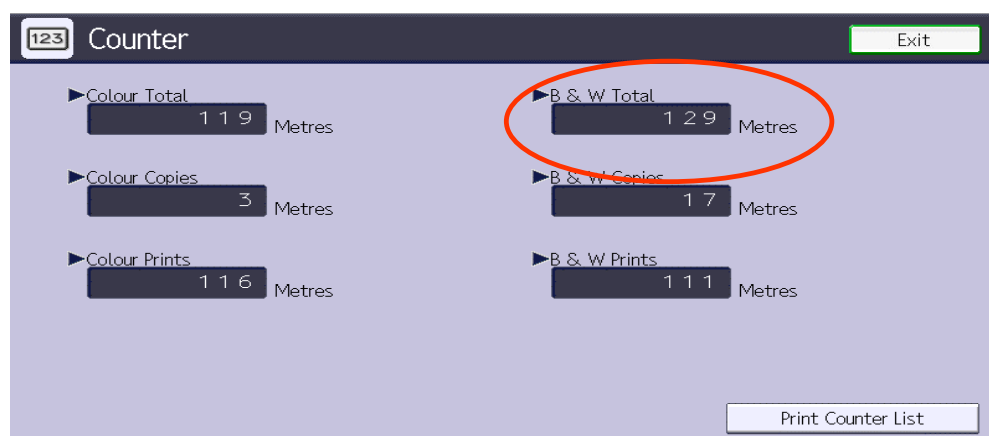 123 Counter Exit
Colour Total B & W Total
119 Metres 129 Metres
Colour Copies B & W Copies
3 Metres 17 Metres
Colour Prints B & W Prints
116 Metres 111 Metres
Print Counter List